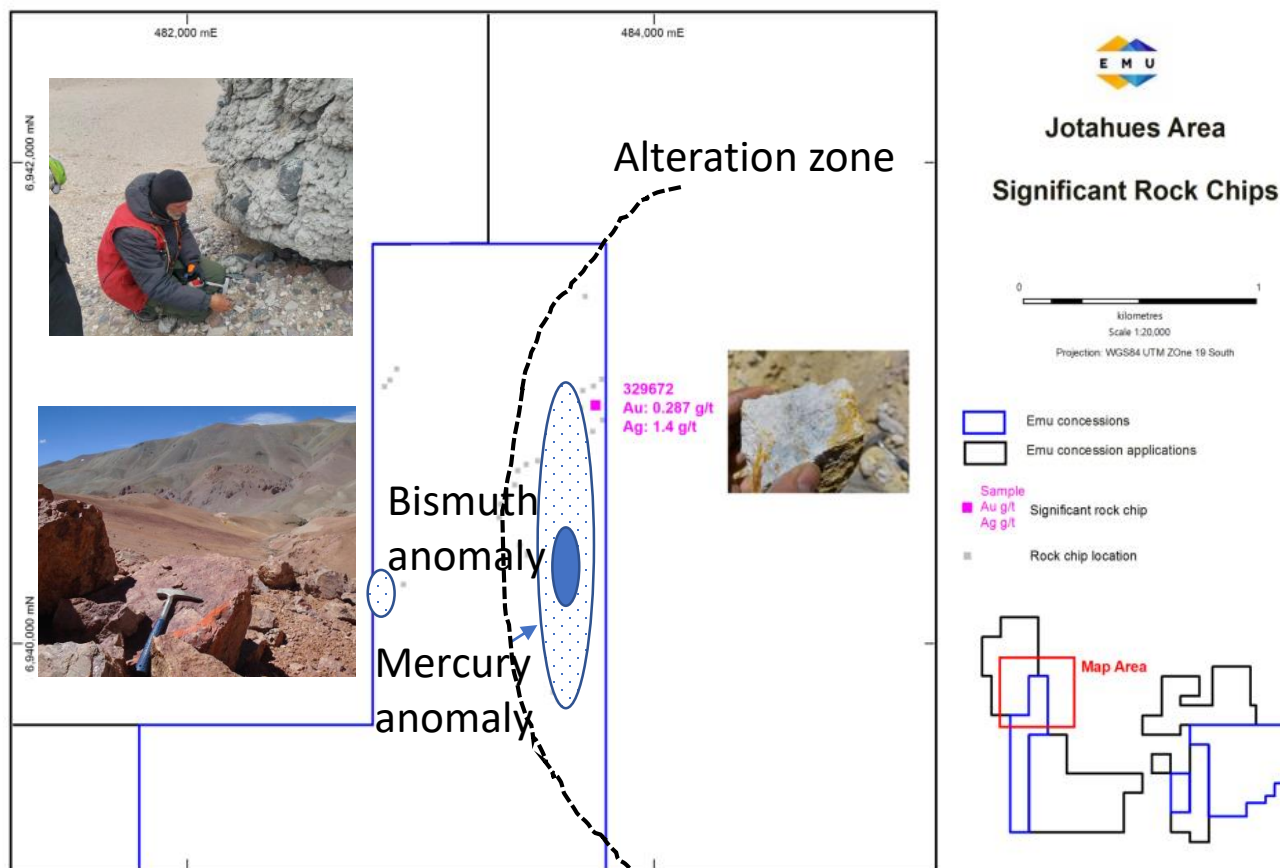 482,000 mE
484,000 mE
6,942,000 mN
6,940,000 mN
Alteration zone
329672
Au: 0.287 g/t
Ag: 1.4 g/t
Bismuth
anomaly
Mercury
anomaly
E M U
Jotahues Area
Significant Rock Chips
0 1
kilometres
Scale 1:20,000
Projection: WGS84 UTM ZOne 19 South
Emu concessions
Emu concession applications
Sample
Au g/t
Ag g/t
Significant rock chip
Rock chip location
Map Area